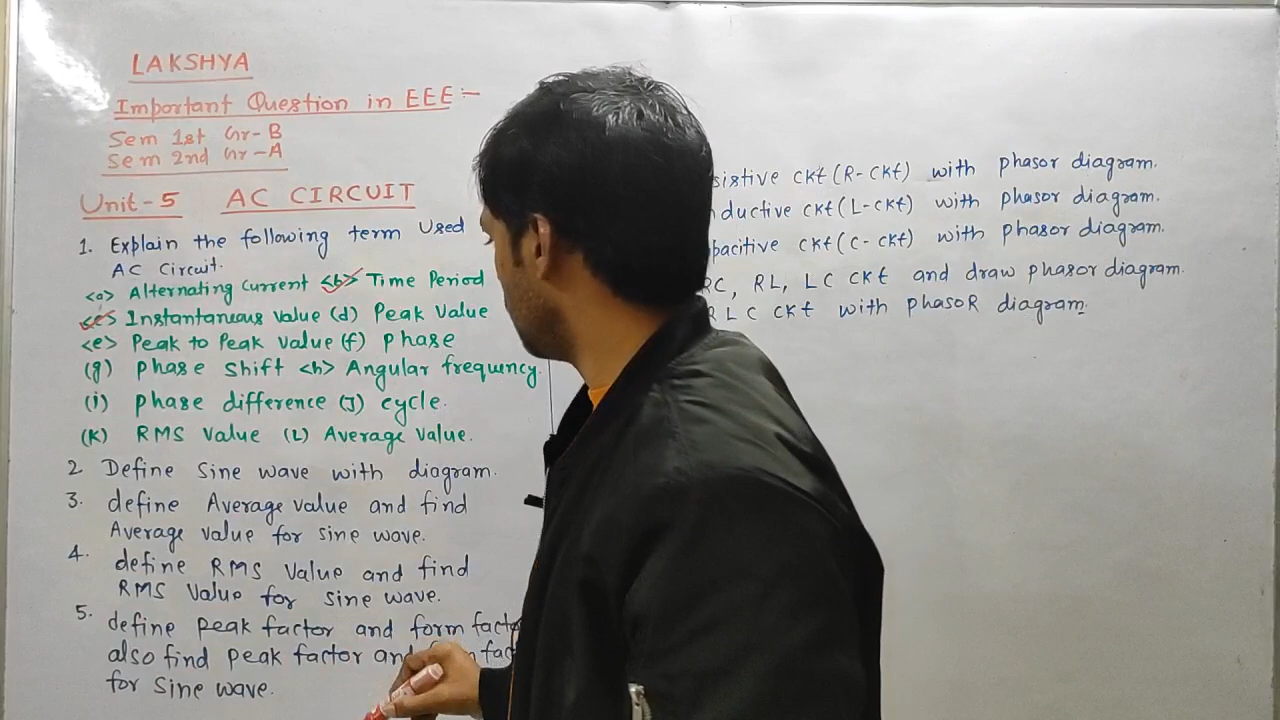 LAKSHYA
Important Question in EEE :-
Sem 1st Gr-B
Sem 2nd Gr-A
Unit-5 AC CIRCUIT
1. Explain the following term Used
AC Circuit.
<a> Alternating Current <b> Time Period
<c> Instantaneous value (d) Peak Value
<e> Peak to Peak value (f) phase
(g) phase shift <h> Angular frequency.
(i) phase difference (J) cycle.
(K) RMS value (L) Average value.
2 Define Sine wave with diagram.
3. define Average value and find
Average value for sine wave.
4. define RMS value and find
RMS value for sine wave.
5. define peak factor and form facto
also find peak factor and fac
for sine wave.
sistive ckt (R-ckt) with phasor diagram.
ductive ckt (L-ckt) with phasor diagram.
pacitive ckt (C-ckt) with phasor diagram.
RC, RL, LC ckt and draw phasor diagram.
RLC ckt with phasoR diagram.